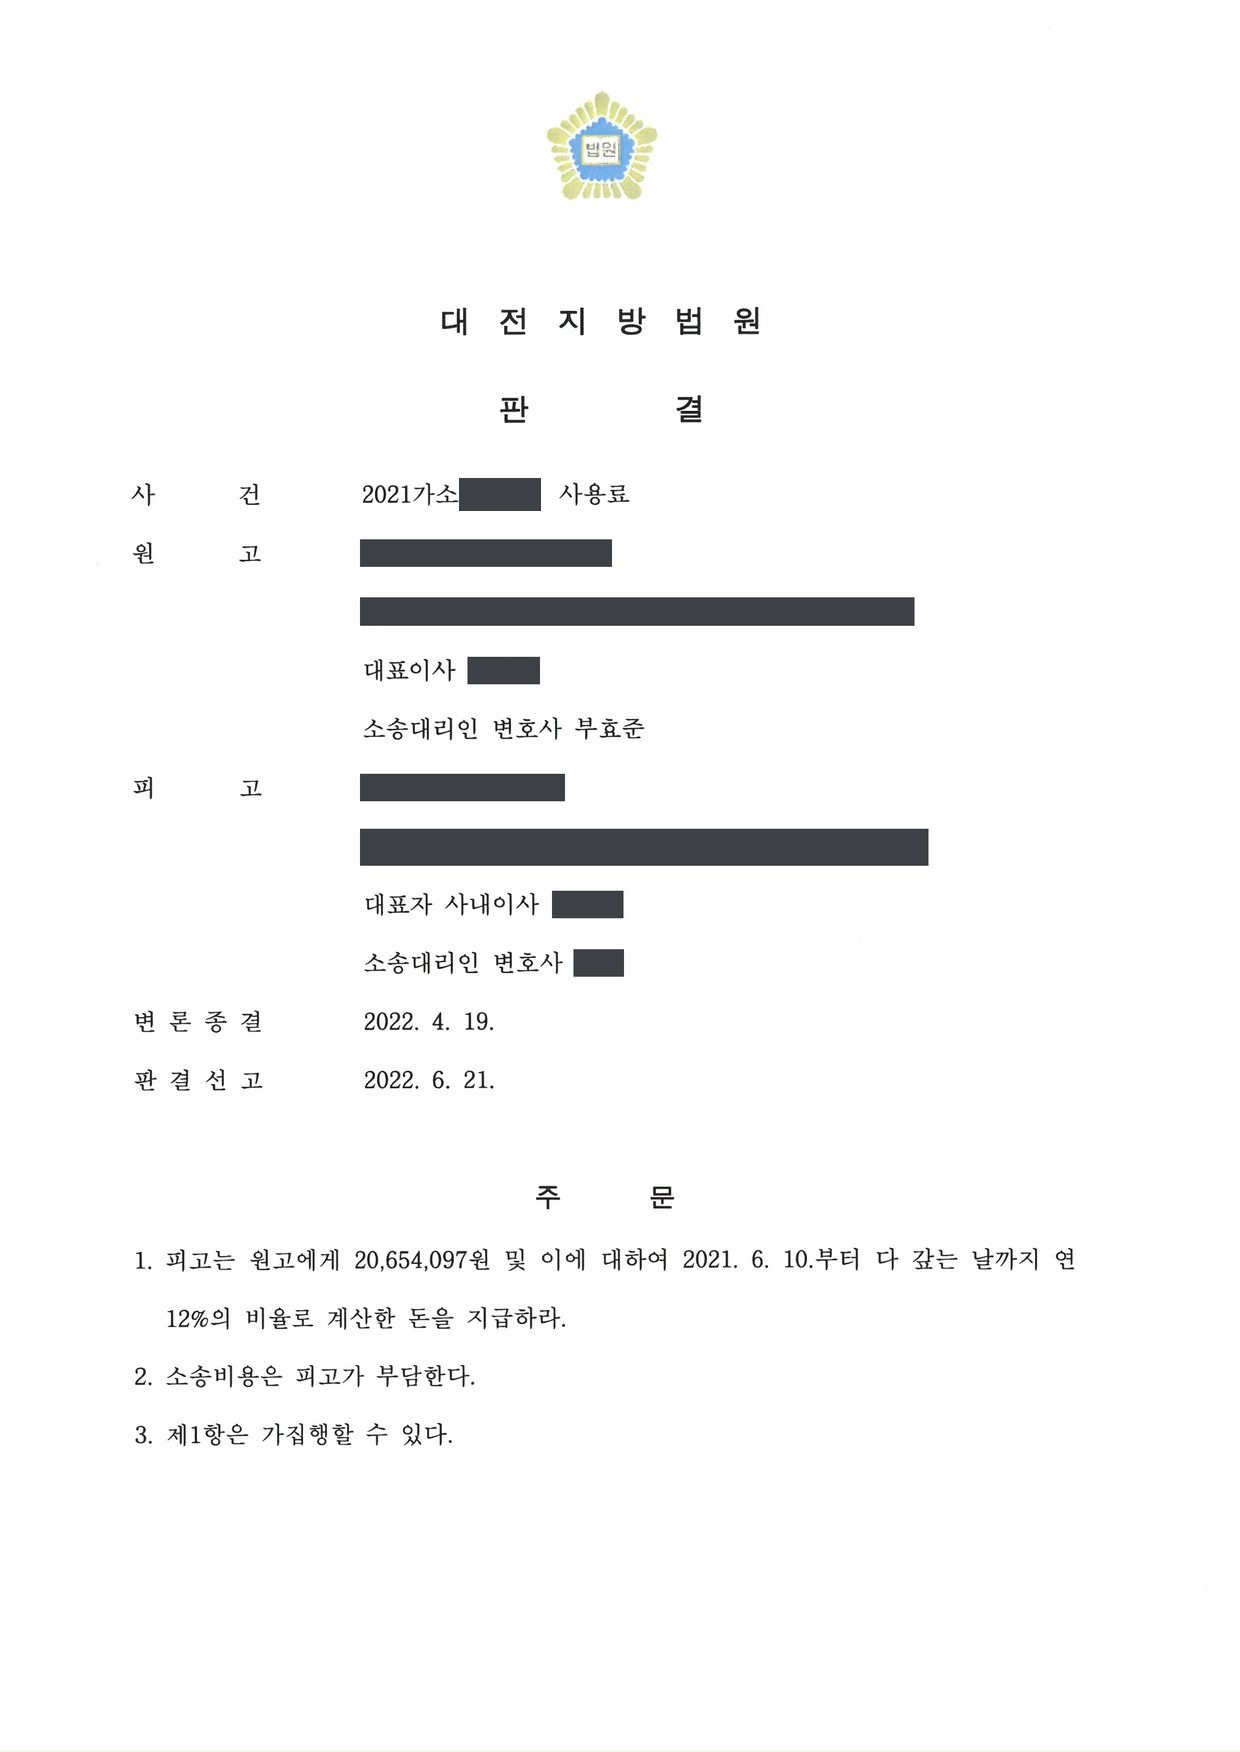 법원
대 전 지 방 법 원
판 결
사 건 2021가소 사용료
원 고
대표이사
소송대리인 변호사 부효준
피 고
대표자 사내이사
소송대리인 변호사
변 론 종 결 2022. 4. 19.
판 결 선 고 2022. 6. 21.
주 문
1. 피고는 원고에게 20,654,097원 및 이에 대하여 2021. 6. 10.부터 다 갚는 날까지 연
12%의 비율로 계산한 돈을 지급하라.
2. 소송비용은 피고가 부담한다.
3. 제1항은 가집행할 수 있다.